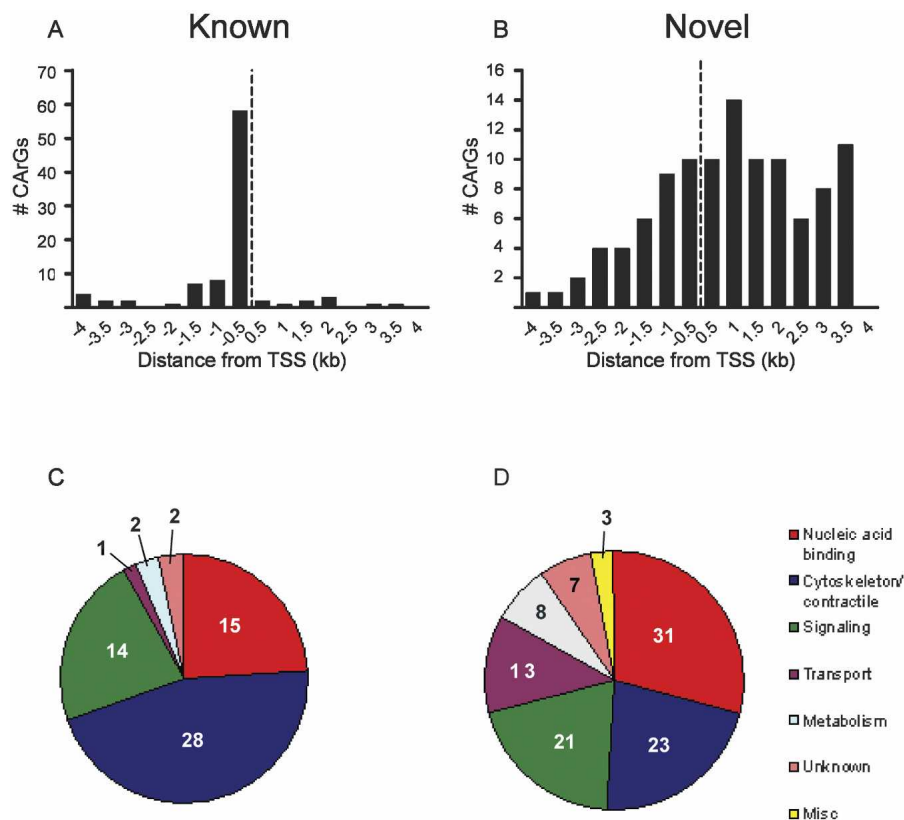 A Known
70
60
50
40
30
20
10
# CArGs
-4 -3.5 -3 -2.5 -2 -1.5 -1 -0.5 0.5 1 1.5 2 2.5 3 3.5 4
Distance from TSS (kb)
B Novel
16
14
12
10
8
6
4
2
# CArGs
-4 -3.5 -3 -2.5 -2 -1.5 -1 -0.5 0.5 1 1.5 2 2.5 3 3.5 4
Distance from TSS (kb)
C
1
2
2
15
28
14
D
3
7
8
13
21
23
31
Nucleic acid
binding
Cytoskeleton/
contractile
Signaling
Transport
Metabolism
Unknown
Misc